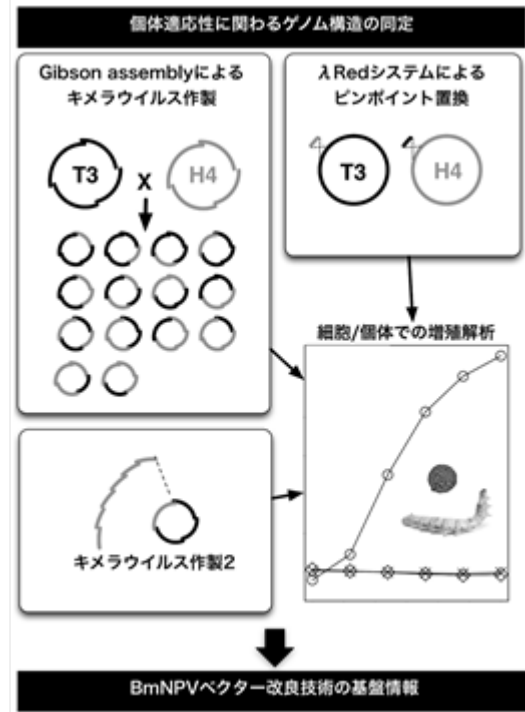 個体適応性に関わるゲノム構造の同定
Gibson assemblyによる
キメラウイルス作製
λRedシステムによる
ピンポイント置換
T3
X
H4
T3
H4
細胞/個体での増殖解析
キメラウイルス作製2
BmNPVベクター改良技術の基盤情報